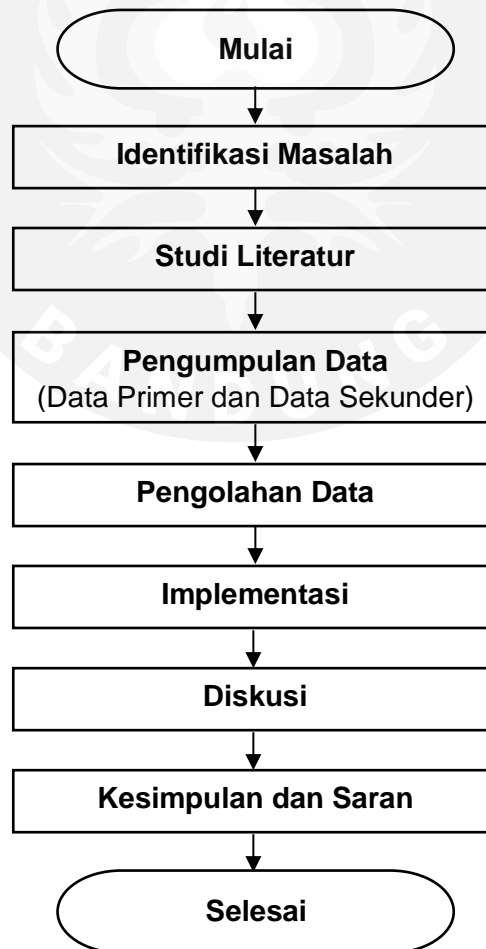 Mulai
Identifikasi Masalah
Studi Literatur
Pengumpulan Data
(Data Primer dan Data Sekunder)
Pengolahan Data
Implementasi
Diskusi
Kesimpulan dan Saran
Selesai
BANDUNG